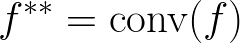 f** = conv(f)